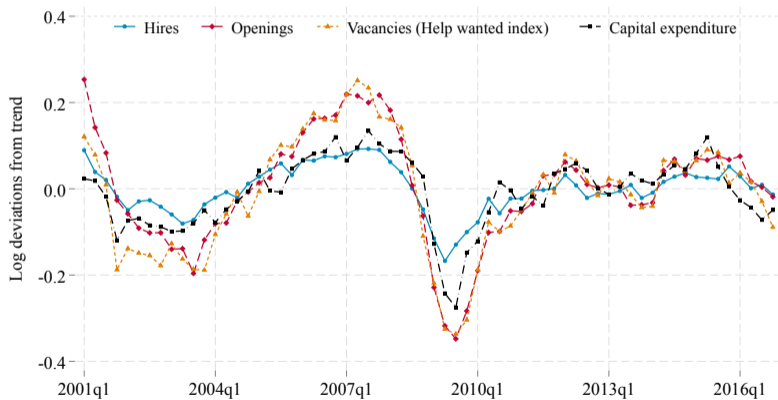 Hires Openings Vacancies (Help wanted index) Capital expenditure
Log deviations from trend
0.4
0.2
0.0
-0.2
-0.4
2001q1 2004q1 2007q1 2010q1 2013q1 2016q1